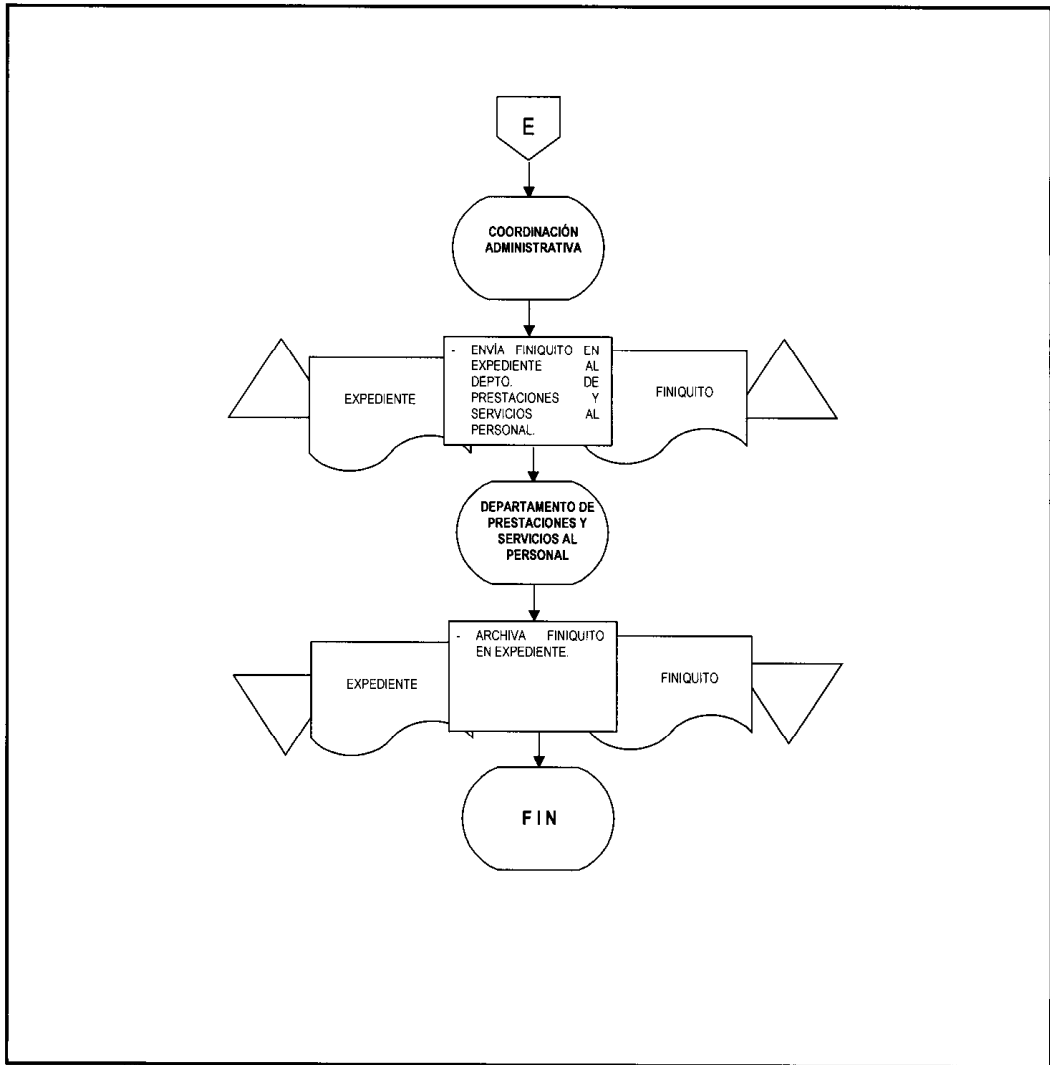 E
COORDINACIÓN
ADMINISTRATIVA
- ENVÍA FINIQUITO EN
EXPEDIENTE AL
DEPTO. DE
PRESTACIONES Y
SERVICIOS AL
PERSONAL.
EXPEDIENTE
FINIQUITO
DEPARTAMENTO DE
PRESTACIONES Y
SERVICIOS AL
PERSONAL
- ARCHIVA FINIQUITO
EN EXPEDIENTE.
EXPEDIENTE
FINIQUITO
F I N